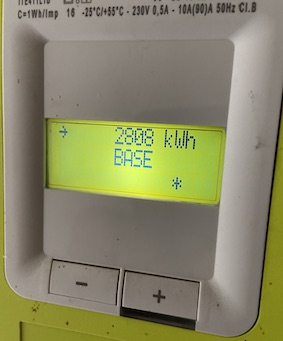 C=1Wh/Imp 16 -25°C/+55°C - 230V 0,5A - 10A(90)A 50Hz Cl.B
→ 2808 kWh
BASE
*
- +